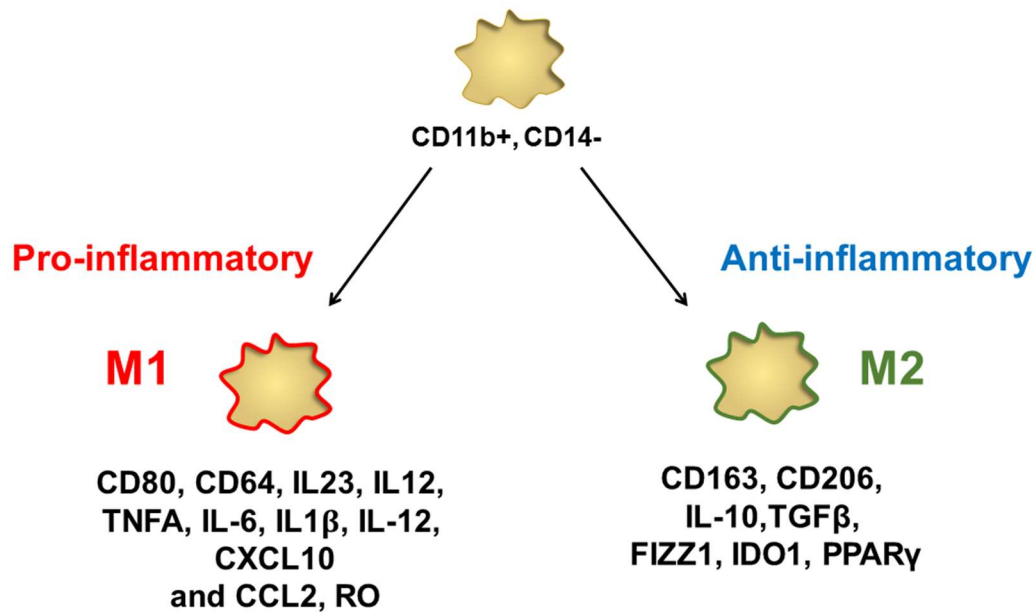 CD11b+, CD14-
Pro-inflammatory
Anti-inflammatory
M1
M2
CD80, CD64, IL23, IL12,
TNFA, IL-6, IL1β, IL-12,
CXCL10
and CCL2, RO
CD163, CD206,
IL-10,TGFβ,
FIZZ1, IDO1, PPARγ